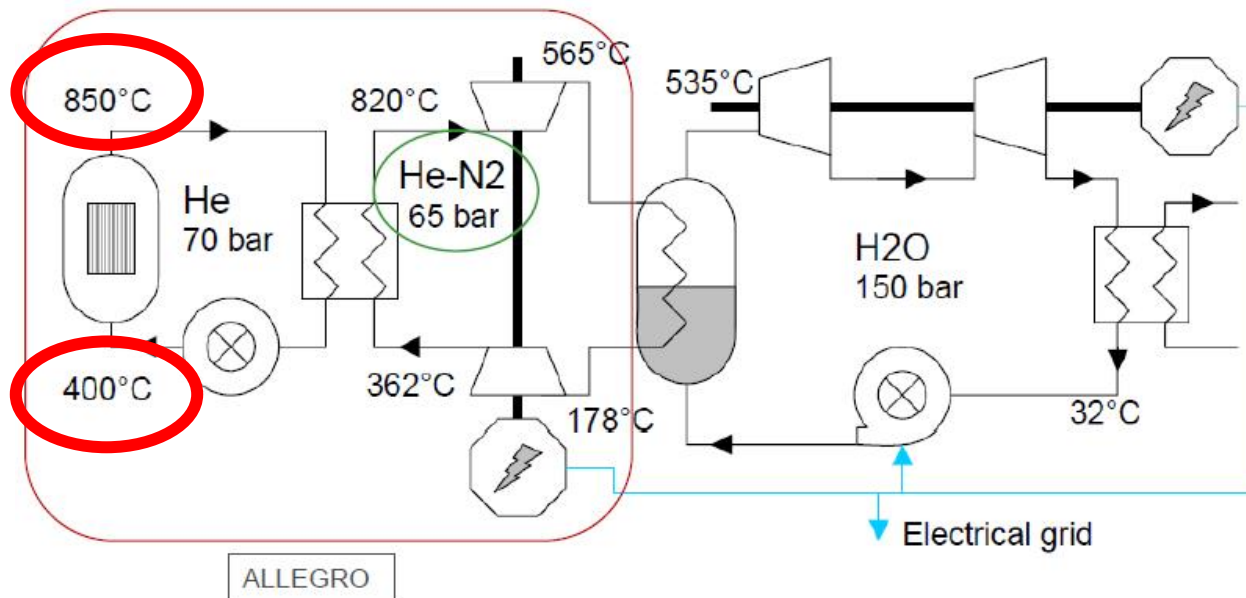 565°C
850°C
820°C
535°C
He-N2
65 bar
He
70 bar
H2O
150 bar
400°C
362°C
178°C
32°C
Electrical grid
ALLEGRO